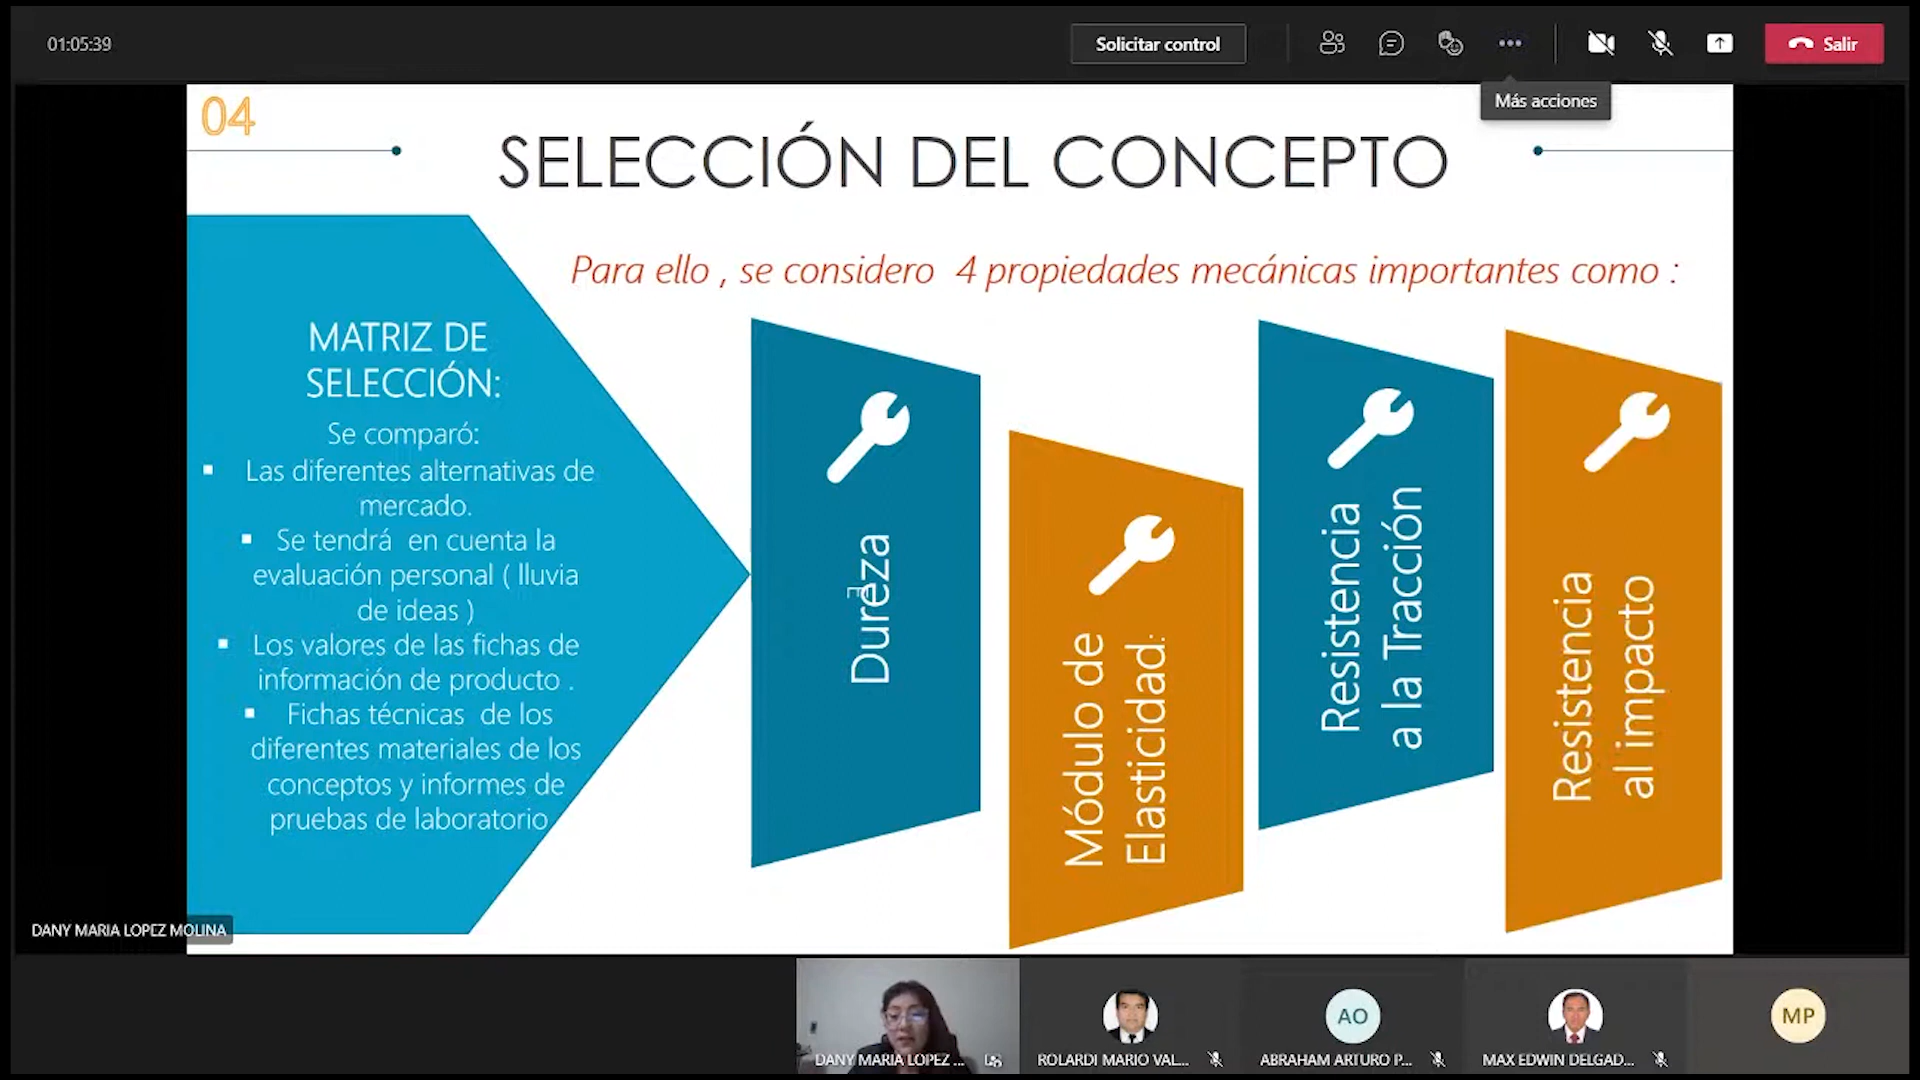 01:05:39
Solicitar control
Salir
Más acciones
04
SELECCIÓN DEL CONCEPTO
Para ello , se considero 4 propiedades mecánicas importantes como :
MATRIZ DE
SELECCIÓN:
Se comparó:
▪ Las diferentes alternativas de
mercado.
▪ Se tendrá en cuenta la
evaluación personal ( lluvia
de ideas )
▪ Los valores de las fichas de
información de producto .
▪ Fichas técnicas de los
diferentes materiales de los
conceptos y informes de
pruebas de laboratorio
Dureza
Módulo de
Elasticidad:
Resistencia
a la Tracción
Resistencia
al impacto
DANY MARIA LOPEZ MOLINA
DANY MARIA LOPEZ ...
ROLARDI MARIO VAL...
AO
ABRAHAM ARTURO P...
MAX EDWIN DELGAD...
MP